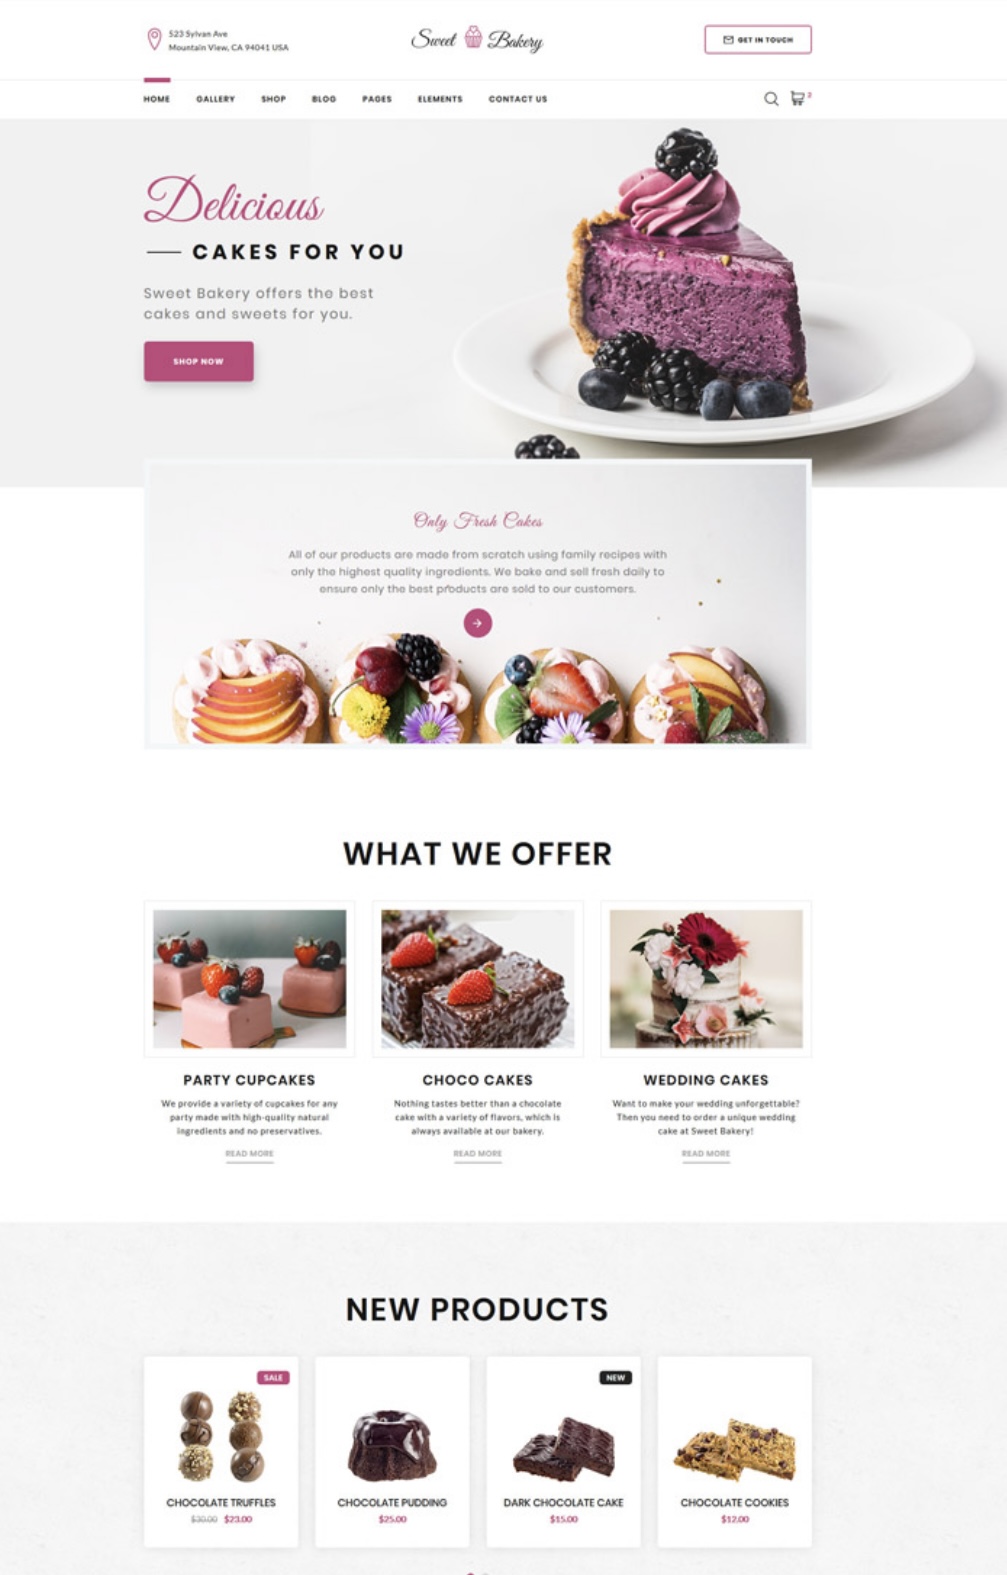 523 Sylvan Ave
Mountain View, CA 94041 USA
Sweet Bakery
GET IN TOUCH
HOME GALLERY SHOP BLOG PAGES ELEMENTS CONTACT US
2
Delicious
CAKES FOR YOU
Sweet Bakery offers the best
cakes and sweets for you.
SHOP NOW
Only Fresh Cakes
All of our products are made from scratch using family recipes with
only the highest quality ingredients. We bake and sell fresh daily to
ensure only the best products are sold to our customers.
WHAT WE OFFER
PARTY CUPCAKES
We provide a variety of cupcakes for any
party made with high-quality natural
ingredients and no preservatives.
READ MORE
CHOCO CAKES
Nothing tastes better than a chocolate
cake with a variety of flavors, which is
always available at our bakery.
READ MORE
WEDDING CAKES
Want to make your wedding unforgettable?
Then you need to order a unique wedding
cake at Sweet Bakery!
READ MORE
NEW PRODUCTS
SALE
CHOCOLATE TRUFFLES
$30.00 $23.00
CHOCOLATE PUDDING
$25.00
NEW
DARK CHOCOLATE CAKE
$15.00
CHOCOLATE COOKIES
$12.00